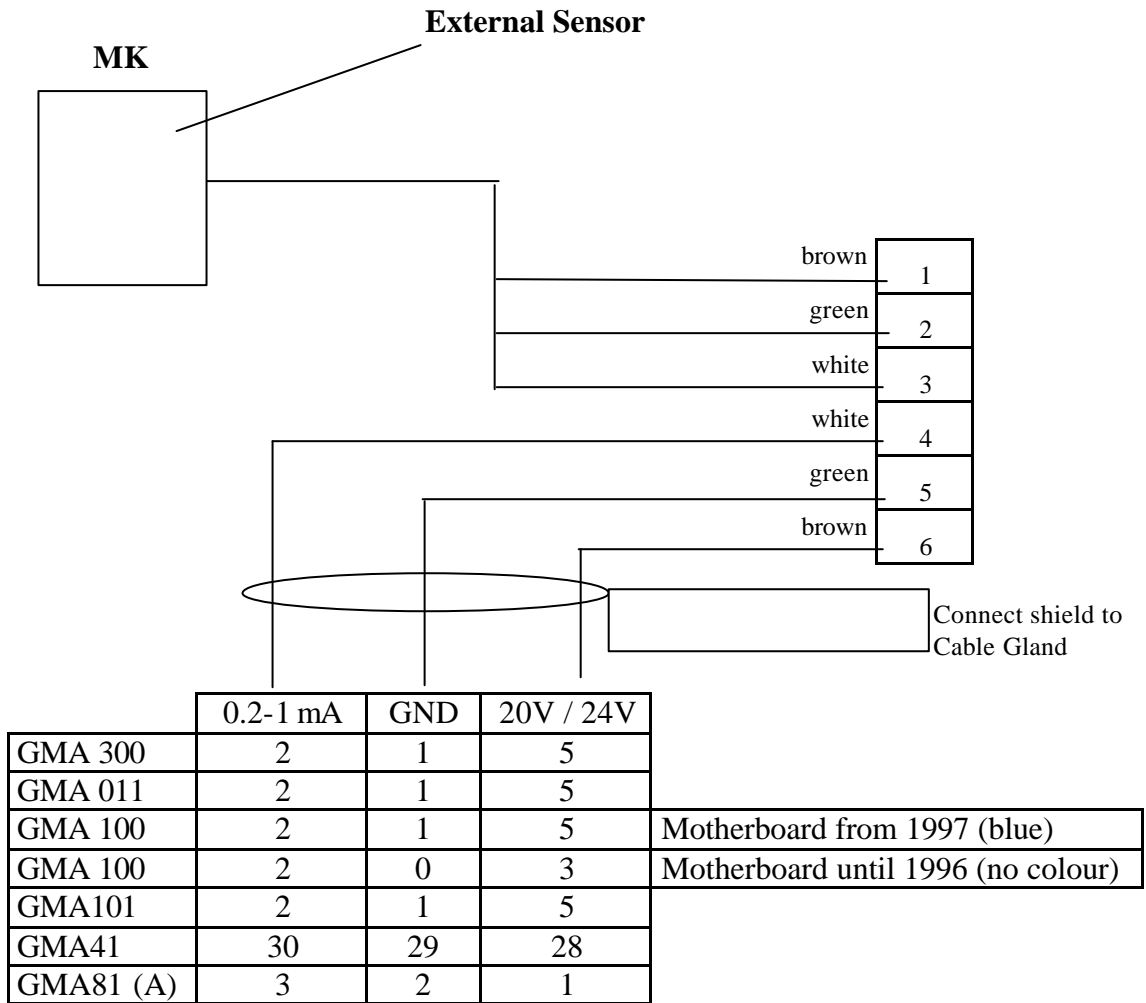 External Sensor
MK
brown
1
green
2
white
3
white
4
green
5
brown
6
Connect shield to
Cable Gland
0.2-1 mA GND 20V / 24V
GMA 300 2 1 5
GMA 011 2 1 5
GMA 100 2 1 5 Motherboard from 1997 (blue)
GMA 100 2 0 3 Motherboard until 1996 (no colour)
GMA101 2 1 5
GMA41 30 29 28
GMA81 (A) 3 2 1